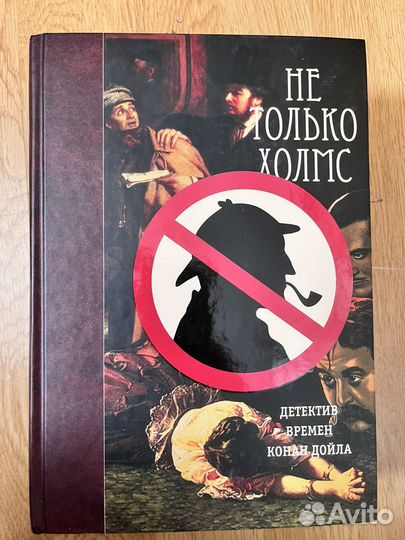 НЕ
ТОЛЬКО
ХОЛМС
ДЕТЕКТИВ
ВРЕМЕН
КОНАН ДОЙЛА
Avito